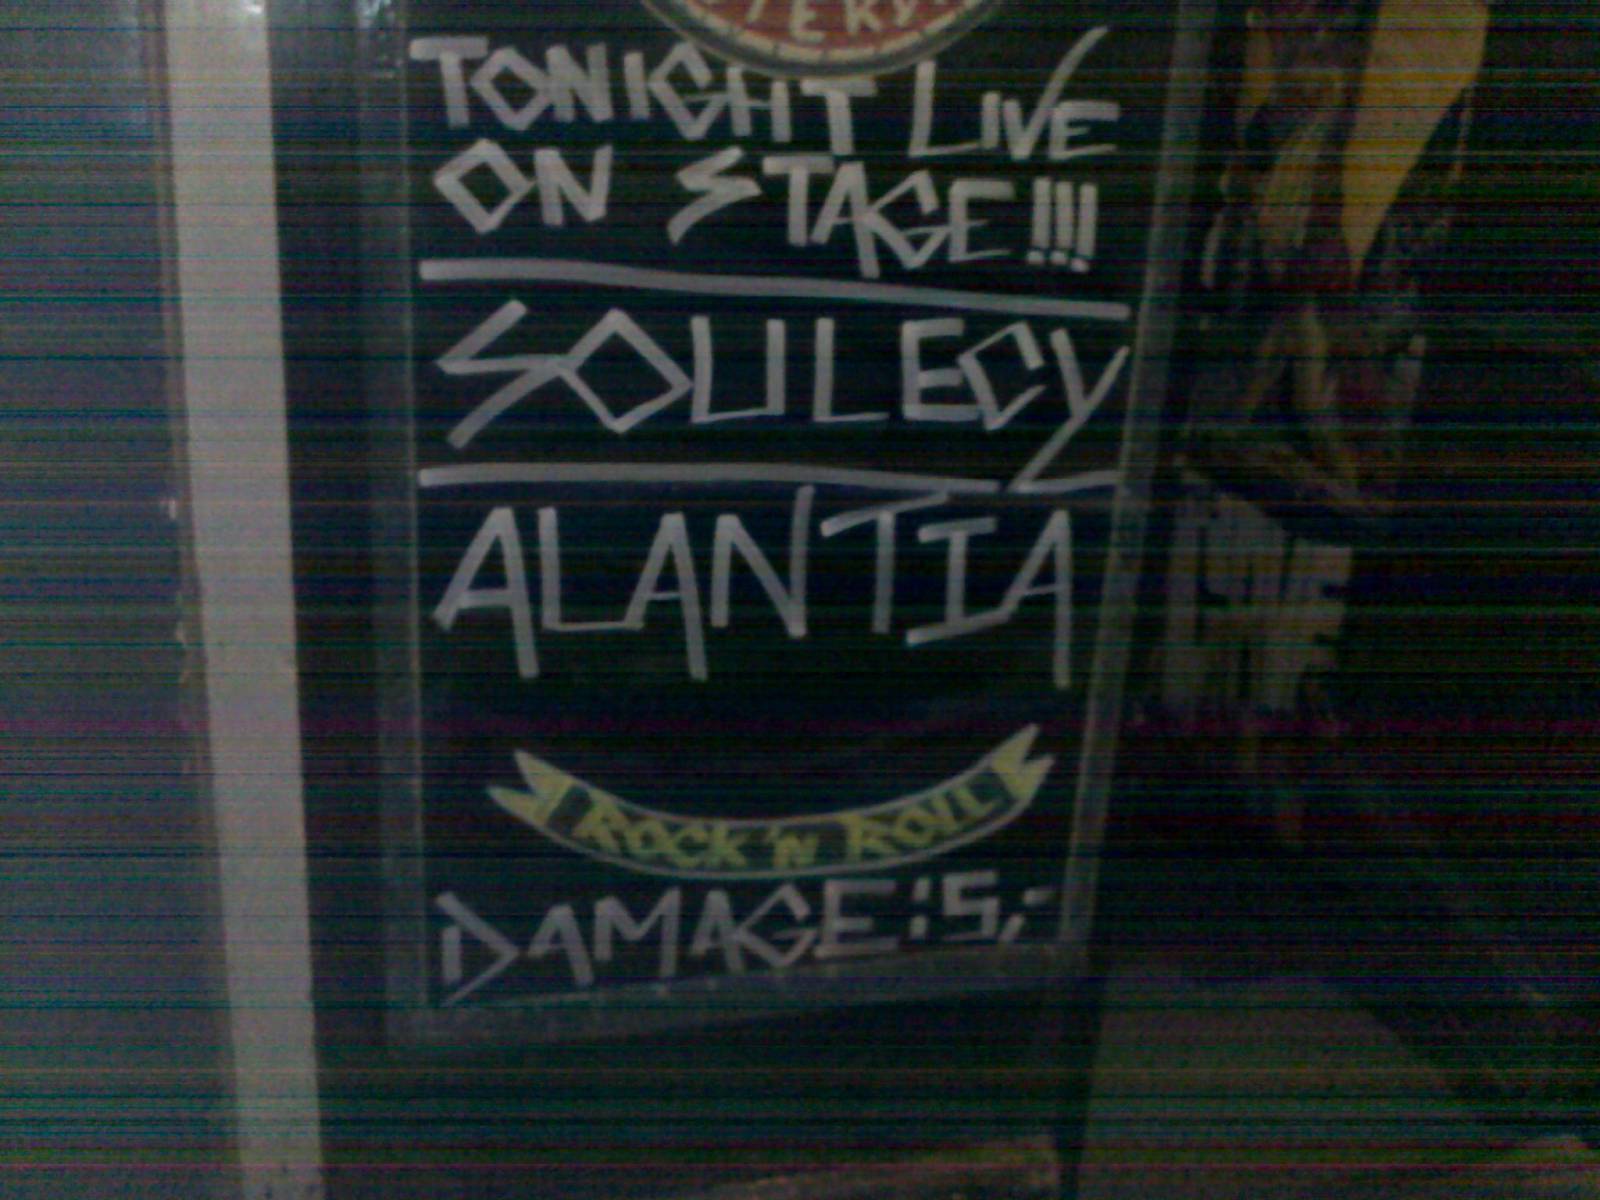 TONIGHT LIVE
ON STAGE!!!
SOULECY
ALANTIA
ROCK 'N ROLL
DAMAGE: 5,-